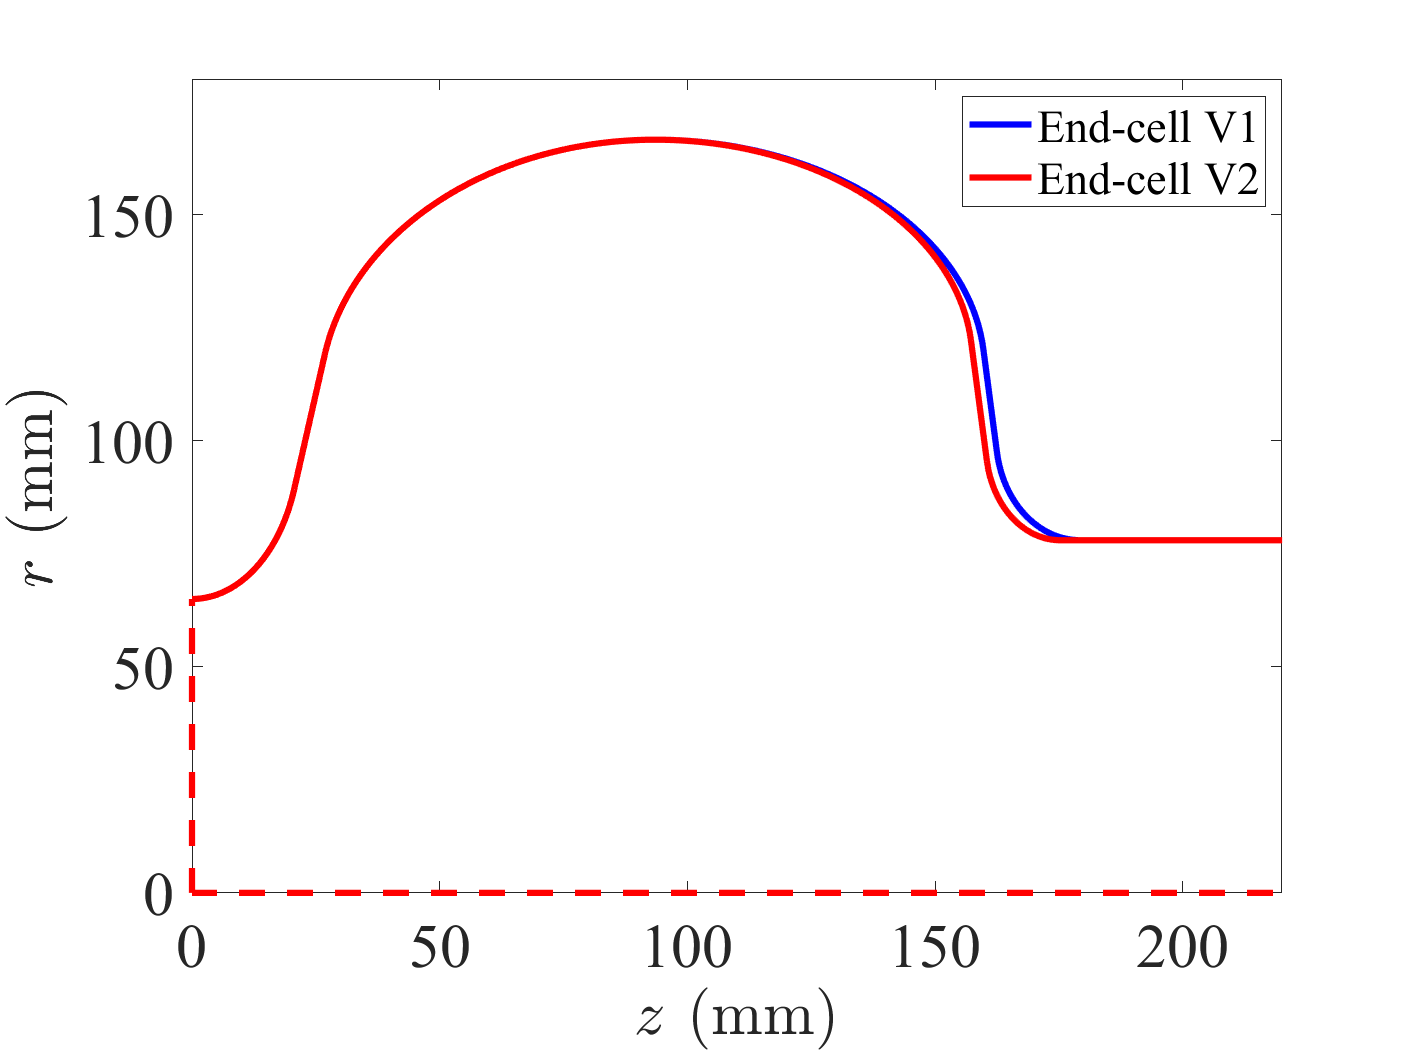 End-cell V1
End-cell V2
150
100
50
0
r (mm)
0 50 100 150 200
z (mm)